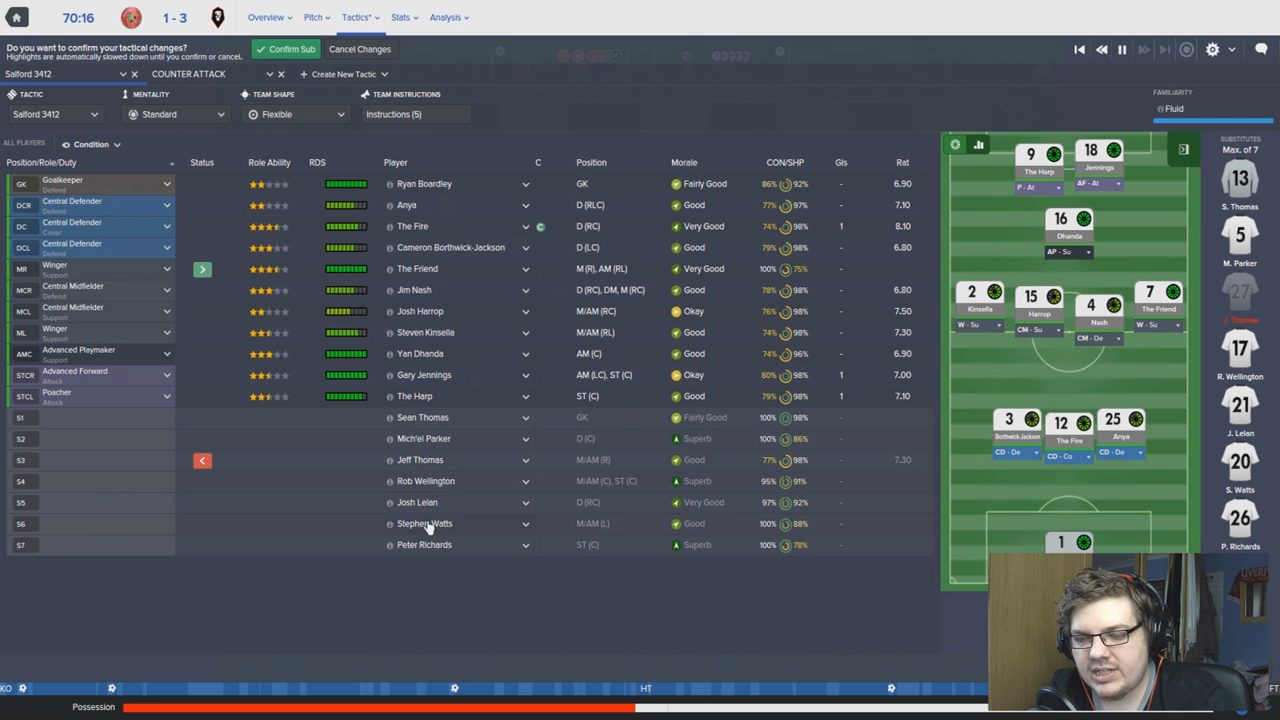 70:16
1 - 3
Overview
Pitch
Tactics*
Stats
Analysis
Do you want to confirm your tactical changes?
Highlights are automatically slowed down until you confirm or cancel.
Confirm Sub
Cancel Changes
Salford 3412
COUNTER ATTACK
+ Create New Tactic
TACTIC
MENTALITY
TEAM SHAPE
TEAM INSTRUCTIONS
FAMILIARITY
Salford 3412
Standard
Flexible
Instructions (5)
Fluid
ALL PLAYERS
Condition
Position/Role/Duty Status Role Ability RDS Player C Position Morale CON/SHP Gls Rat
GK Goalkeeper Defend Ryan Boardley GK Fairly Good 86% 92% - 6.90
DCR Central Defender Defend Anya D (RLC) Good 77% 98% - 7.10
DC Central Defender Cover The Fire C D (RC) Very Good 74% 98% 1 8.10
DCL Central Defender Defend Cameron Borthwick-Jackson D (LC) Good 79% 98% - 6.80
MR Winger Support The Friend M (R), AM (RL) Very Good 100% 75% -
MCR Central Midfielder Defend Jim Nash D (RC), DM, M (RC) Good 78% 98% - 6.80
MCL Central Midfielder Support Josh Harrop M/AM (RC) Okay 76% 98% - 7.50
ML Winger Support Steven Kinsella M/AM (RL) Good 74% 98% - 7.30
AMC Advanced Playmaker Support Yan Dhanda AM (C) Good 74% 96% - 6.90
STCR Advanced Forward Attack Gary Jennings AM (LC), ST (C) Okay 80% 98% 1 7.00
STCL Poacher Attack The Harp ST (C) Good 79% 98% 1 7.10
S1 Sean Thomas GK Fairly Good 100% 98% -
S2 Mich'el Parker D (C) Superb 100% 86% -
S3 Jeff Thomas M/AM (R) Good 77% 98% - 7.30
S4 Rob Wellington M/AM (C), ST (C) Superb 95% 91% -
S5 Josh Lelan D (RC) Very Good 97% 92% -
S6 Stephen Watts M/AM (L) Good 100% 88% -
S7 Peter Richards ST (C) Superb 100% 78% -
9
The Harp
P - At
18
Jennings
AF - At
16
Dhanda
AP - Su
2
Kinsella
W - Su
15
Harrop
CM - Su
4
Nash
CM - De
7
The Friend
W - Su
3
Borthwick-Jackson
CD - De
12
The Fire
CD - Co
25
Anya
CD - De
1
SUBSTITUTES
Max. of 7
13
S. Thomas
5
M. Parker
27
J. Thomas
17
R. Wellington
21
J. Lelan
20
S. Watts
26
P. Richards
KO
HT
FT
Possession